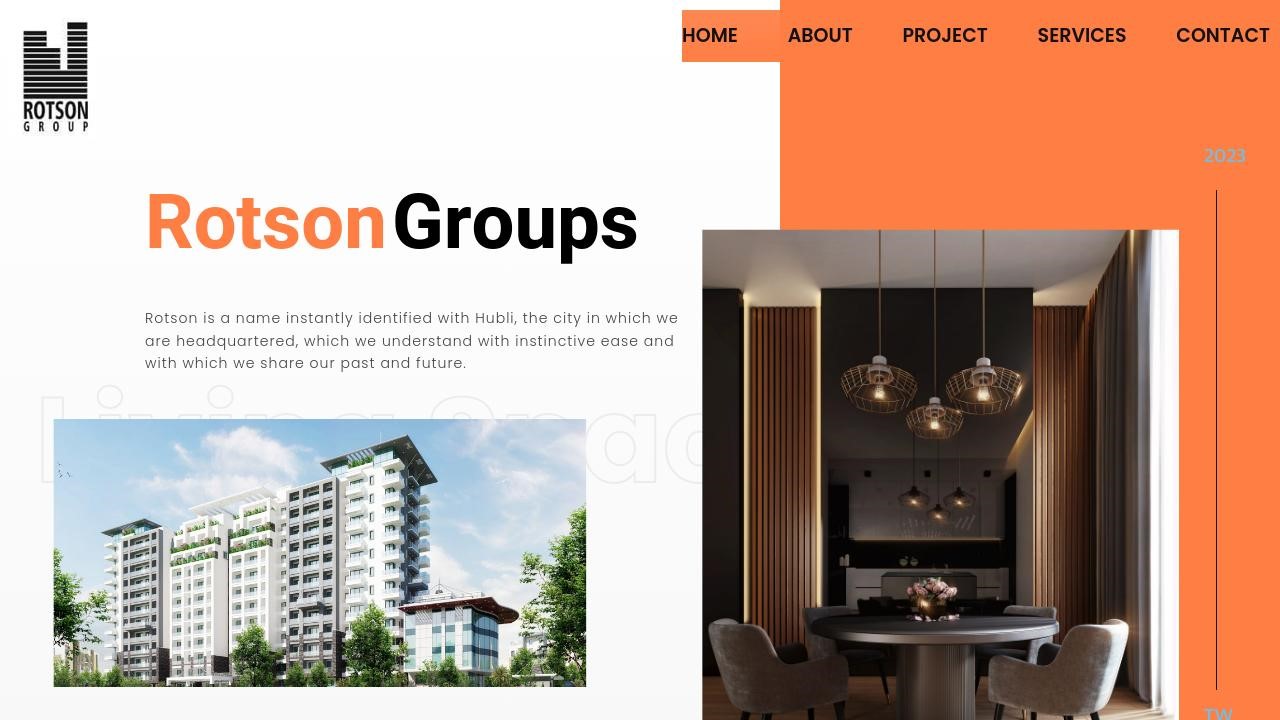 ROTSON
GROUP
HOME ABOUT PROJECT SERVICES CONTACT
2023
Rotson Groups
Rotson is a name instantly identified with Hubli, the city in which we
are headquartered, which we understand with instinctive ease and
with which we share our past and future.
Living Spac
TW